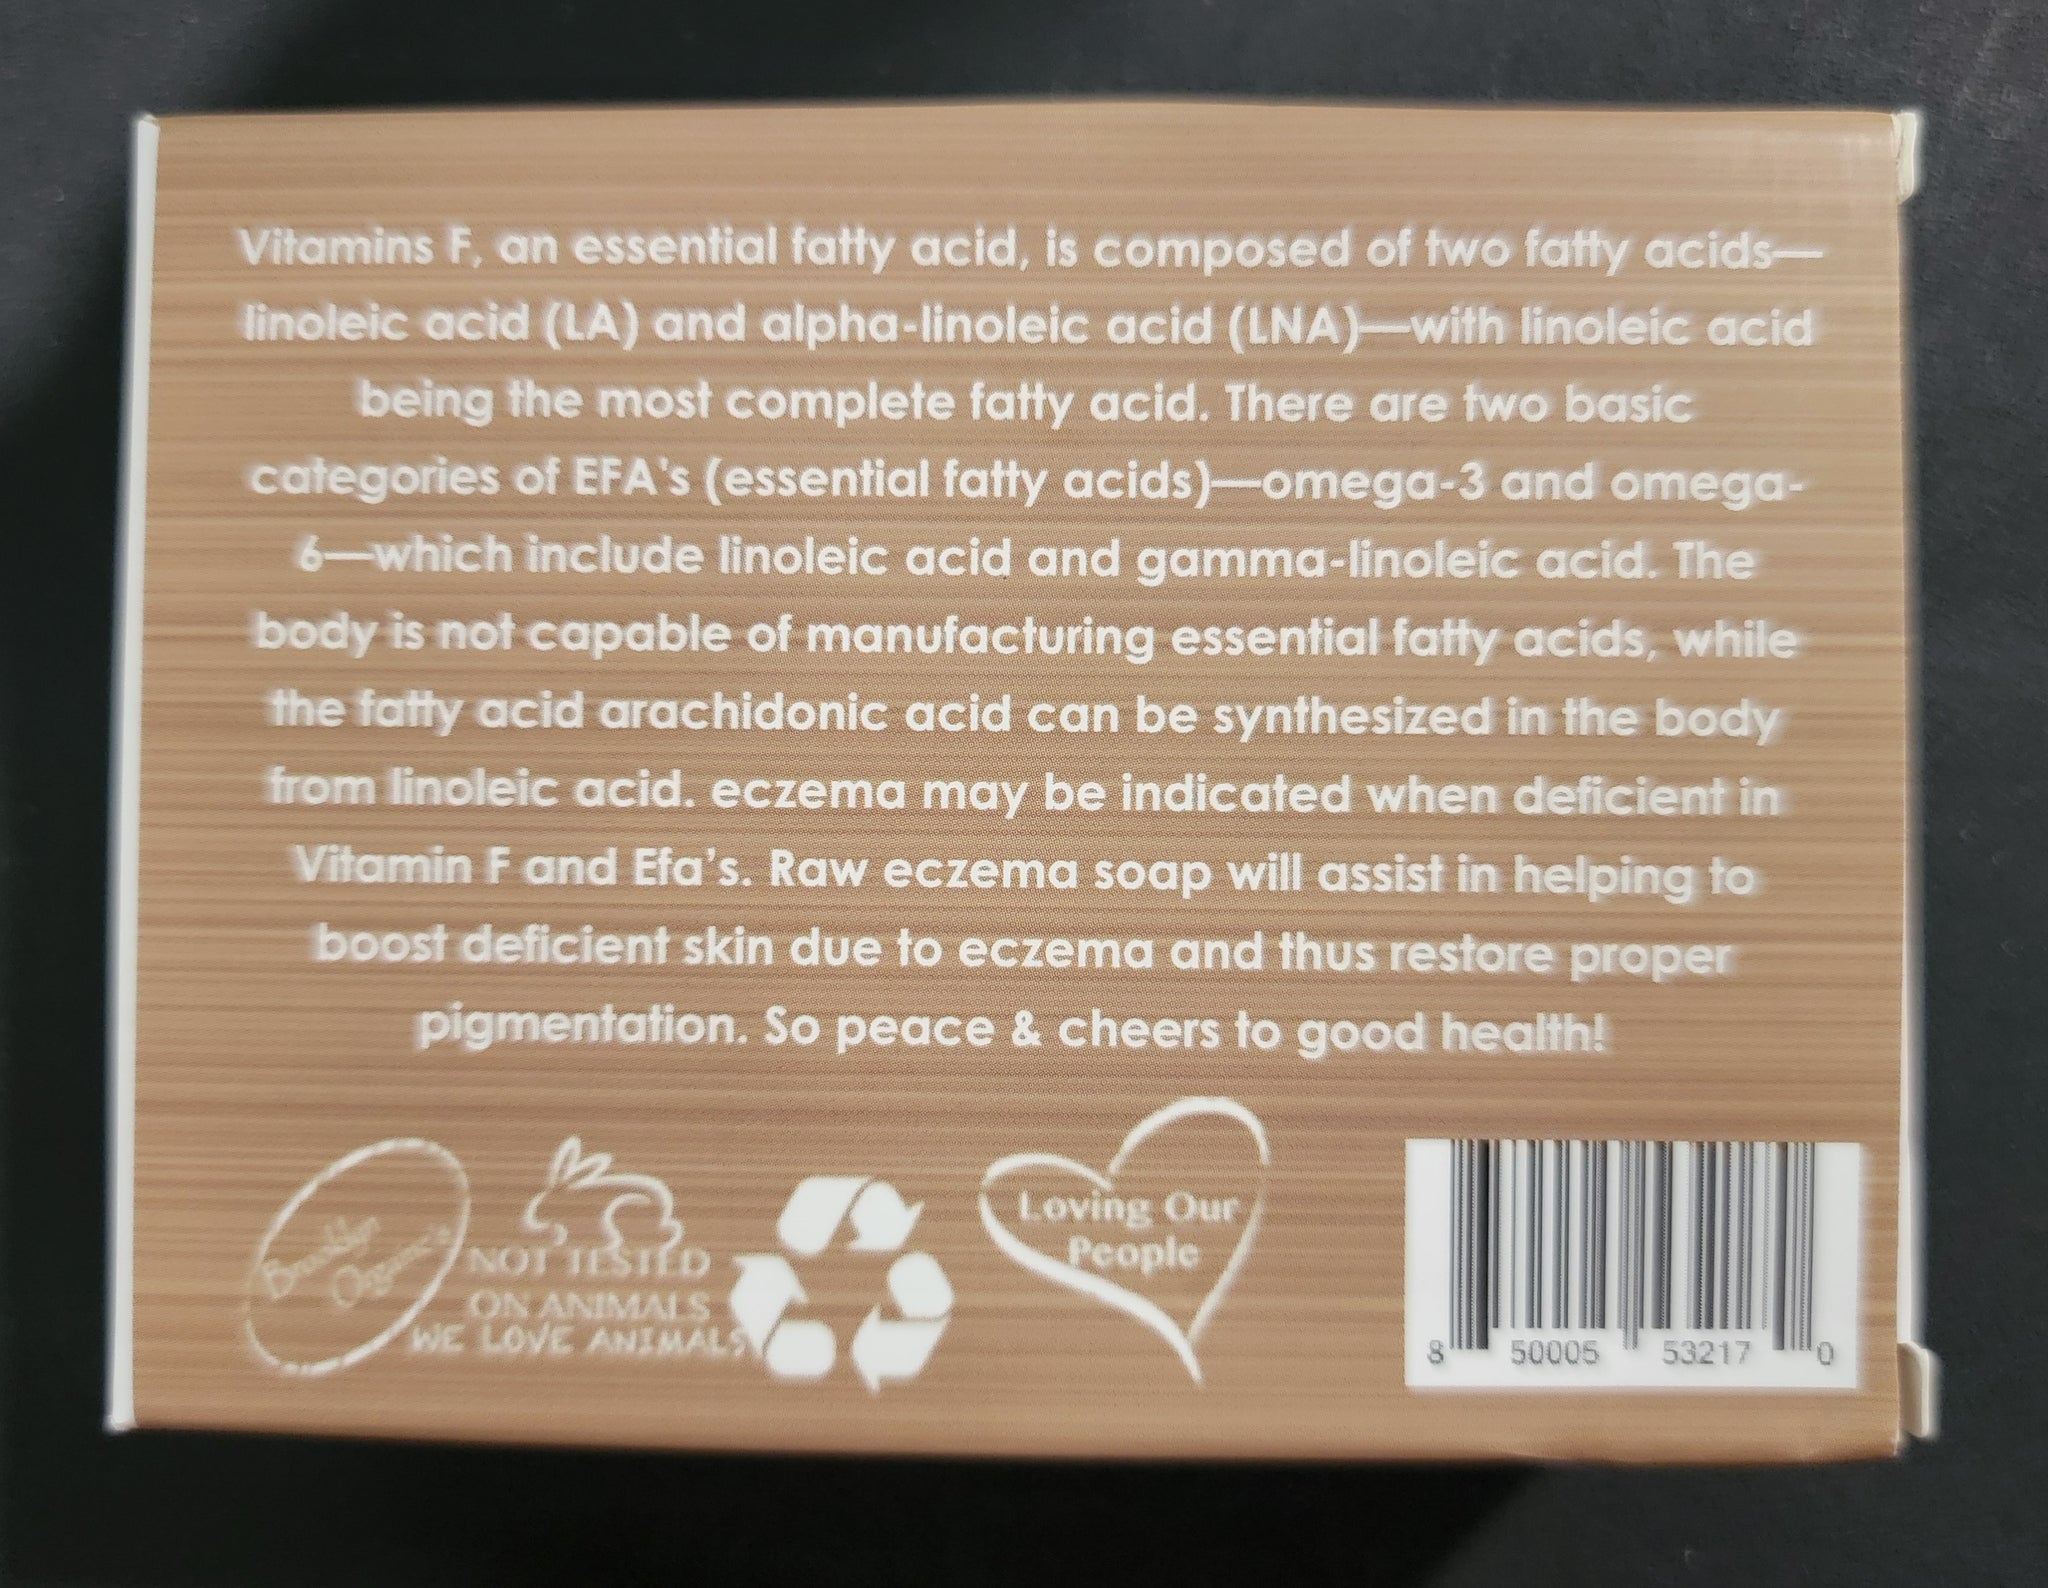 Vitamins F, an essential fatty acid, is composed of two fatty acids—
linoleic acid (LA) and alpha-linoleic acid (LNA)—with linoleic acid
being the most complete fatty acid. There are two basic
categories of EFA's (essential fatty acids)—omega-3 and omega-
6—which include linoleic acid and gamma-linoleic acid. The
body is not capable of manufacturing essential fatty acids, while
the fatty acid arachidonic acid can be synthesized in the body
from linoleic acid. eczema may be indicated when deficient in
Vitamin F and Efa's. Raw eczema soap will assist in helping to
boost deficient skin due to eczema and thus restore proper
pigmentation. So peace & cheers to good health!
Brooklyn
Organic's
NOT TESTED
ON ANIMALS
WE LOVE ANIMALS
Loving Our
People
8 50005 53217 0